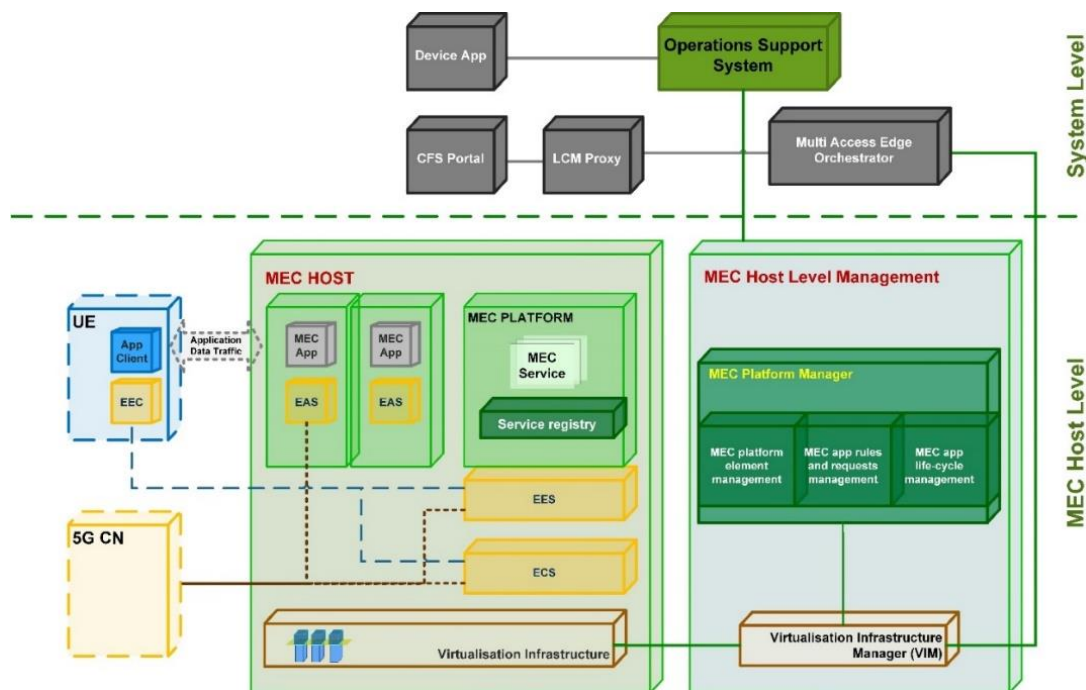 Device App
Operations Support
System
CFS Portal
LCM Proxy
Multi Access Edge
Orchestrator
System Level
MEC HOST
MEC Host Level Management
UE
App
Client
EEC
Application
Data Traffic
MEC
App
EAS
MEC
App
EAS
MEC PLATFORM
MEC
Service
Service registry
MEC Platform Manager
MEC platform
element
management
MEC app rules
and requests
management
MEC app
life-cycle
management
MEC Host Level
EES
5G CN
ECS
Virtualisation Infrastructure
Virtualisation Infrastructure
Manager (VIM)